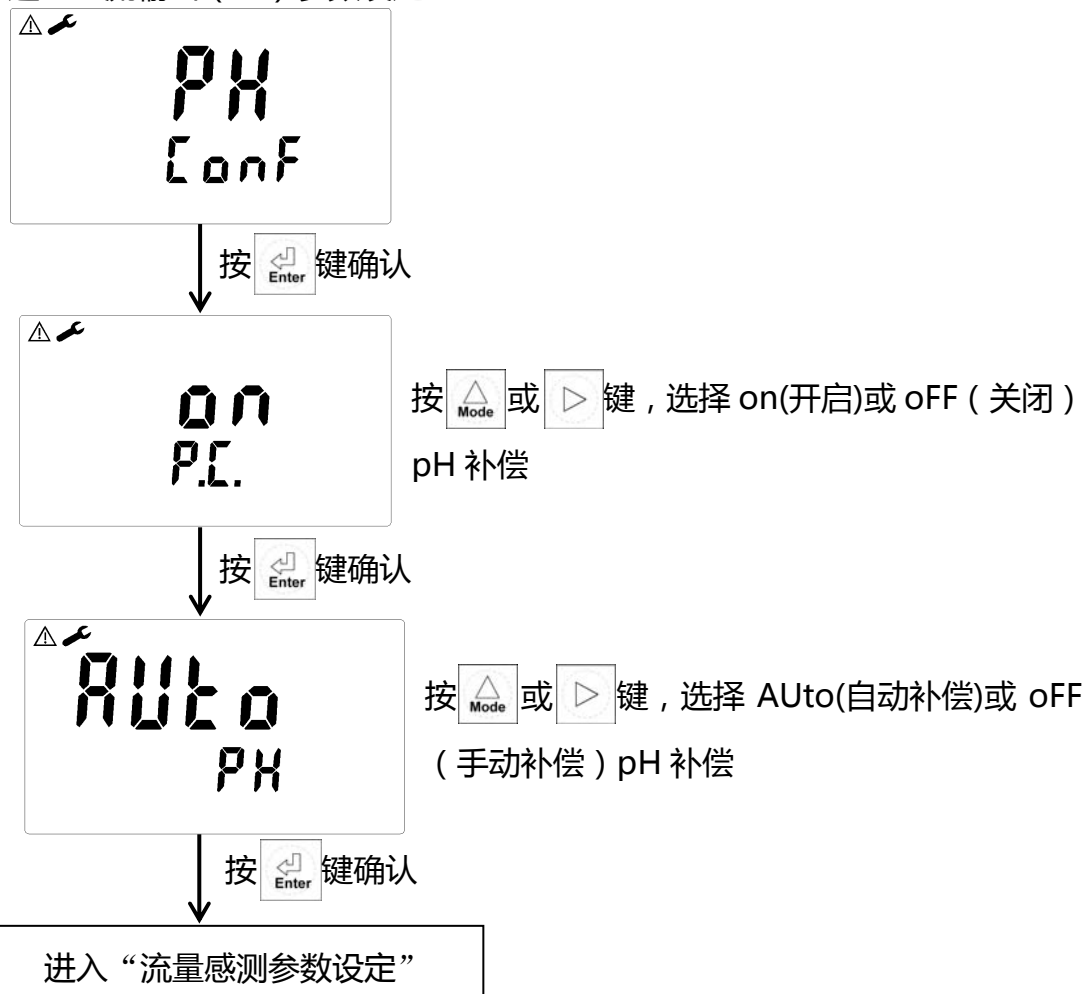 PH
ConF
按 Enter 键确认
on
P.C.
按 Mode 或 键，选择 on(开启)或 oFF（关闭）
pH 补偿
按 Enter 键确认
AUto
PH
按 Mode 或 键，选择 AUto(自动补偿)或 oFF
（手动补偿）pH 补偿
按 Enter 键确认
进入“流量感测参数设定”